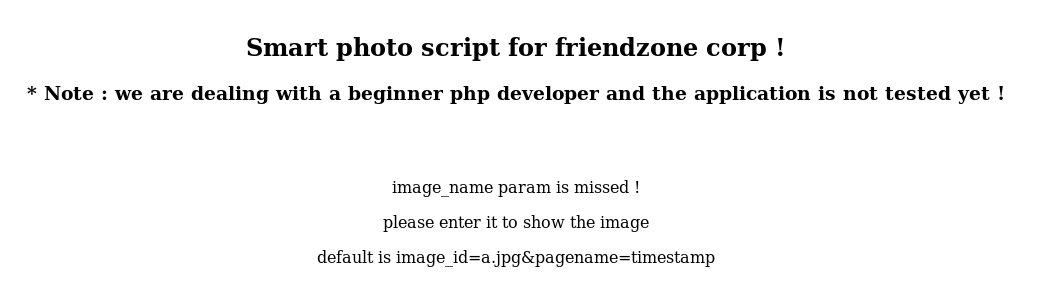 Smart photo script for friendzone corp !
* Note : we are dealing with a beginner php developer and the application is not tested yet !
image_name param is missed !
please enter it to show the image
default is image_id=a.jpg&pagename=timestamp